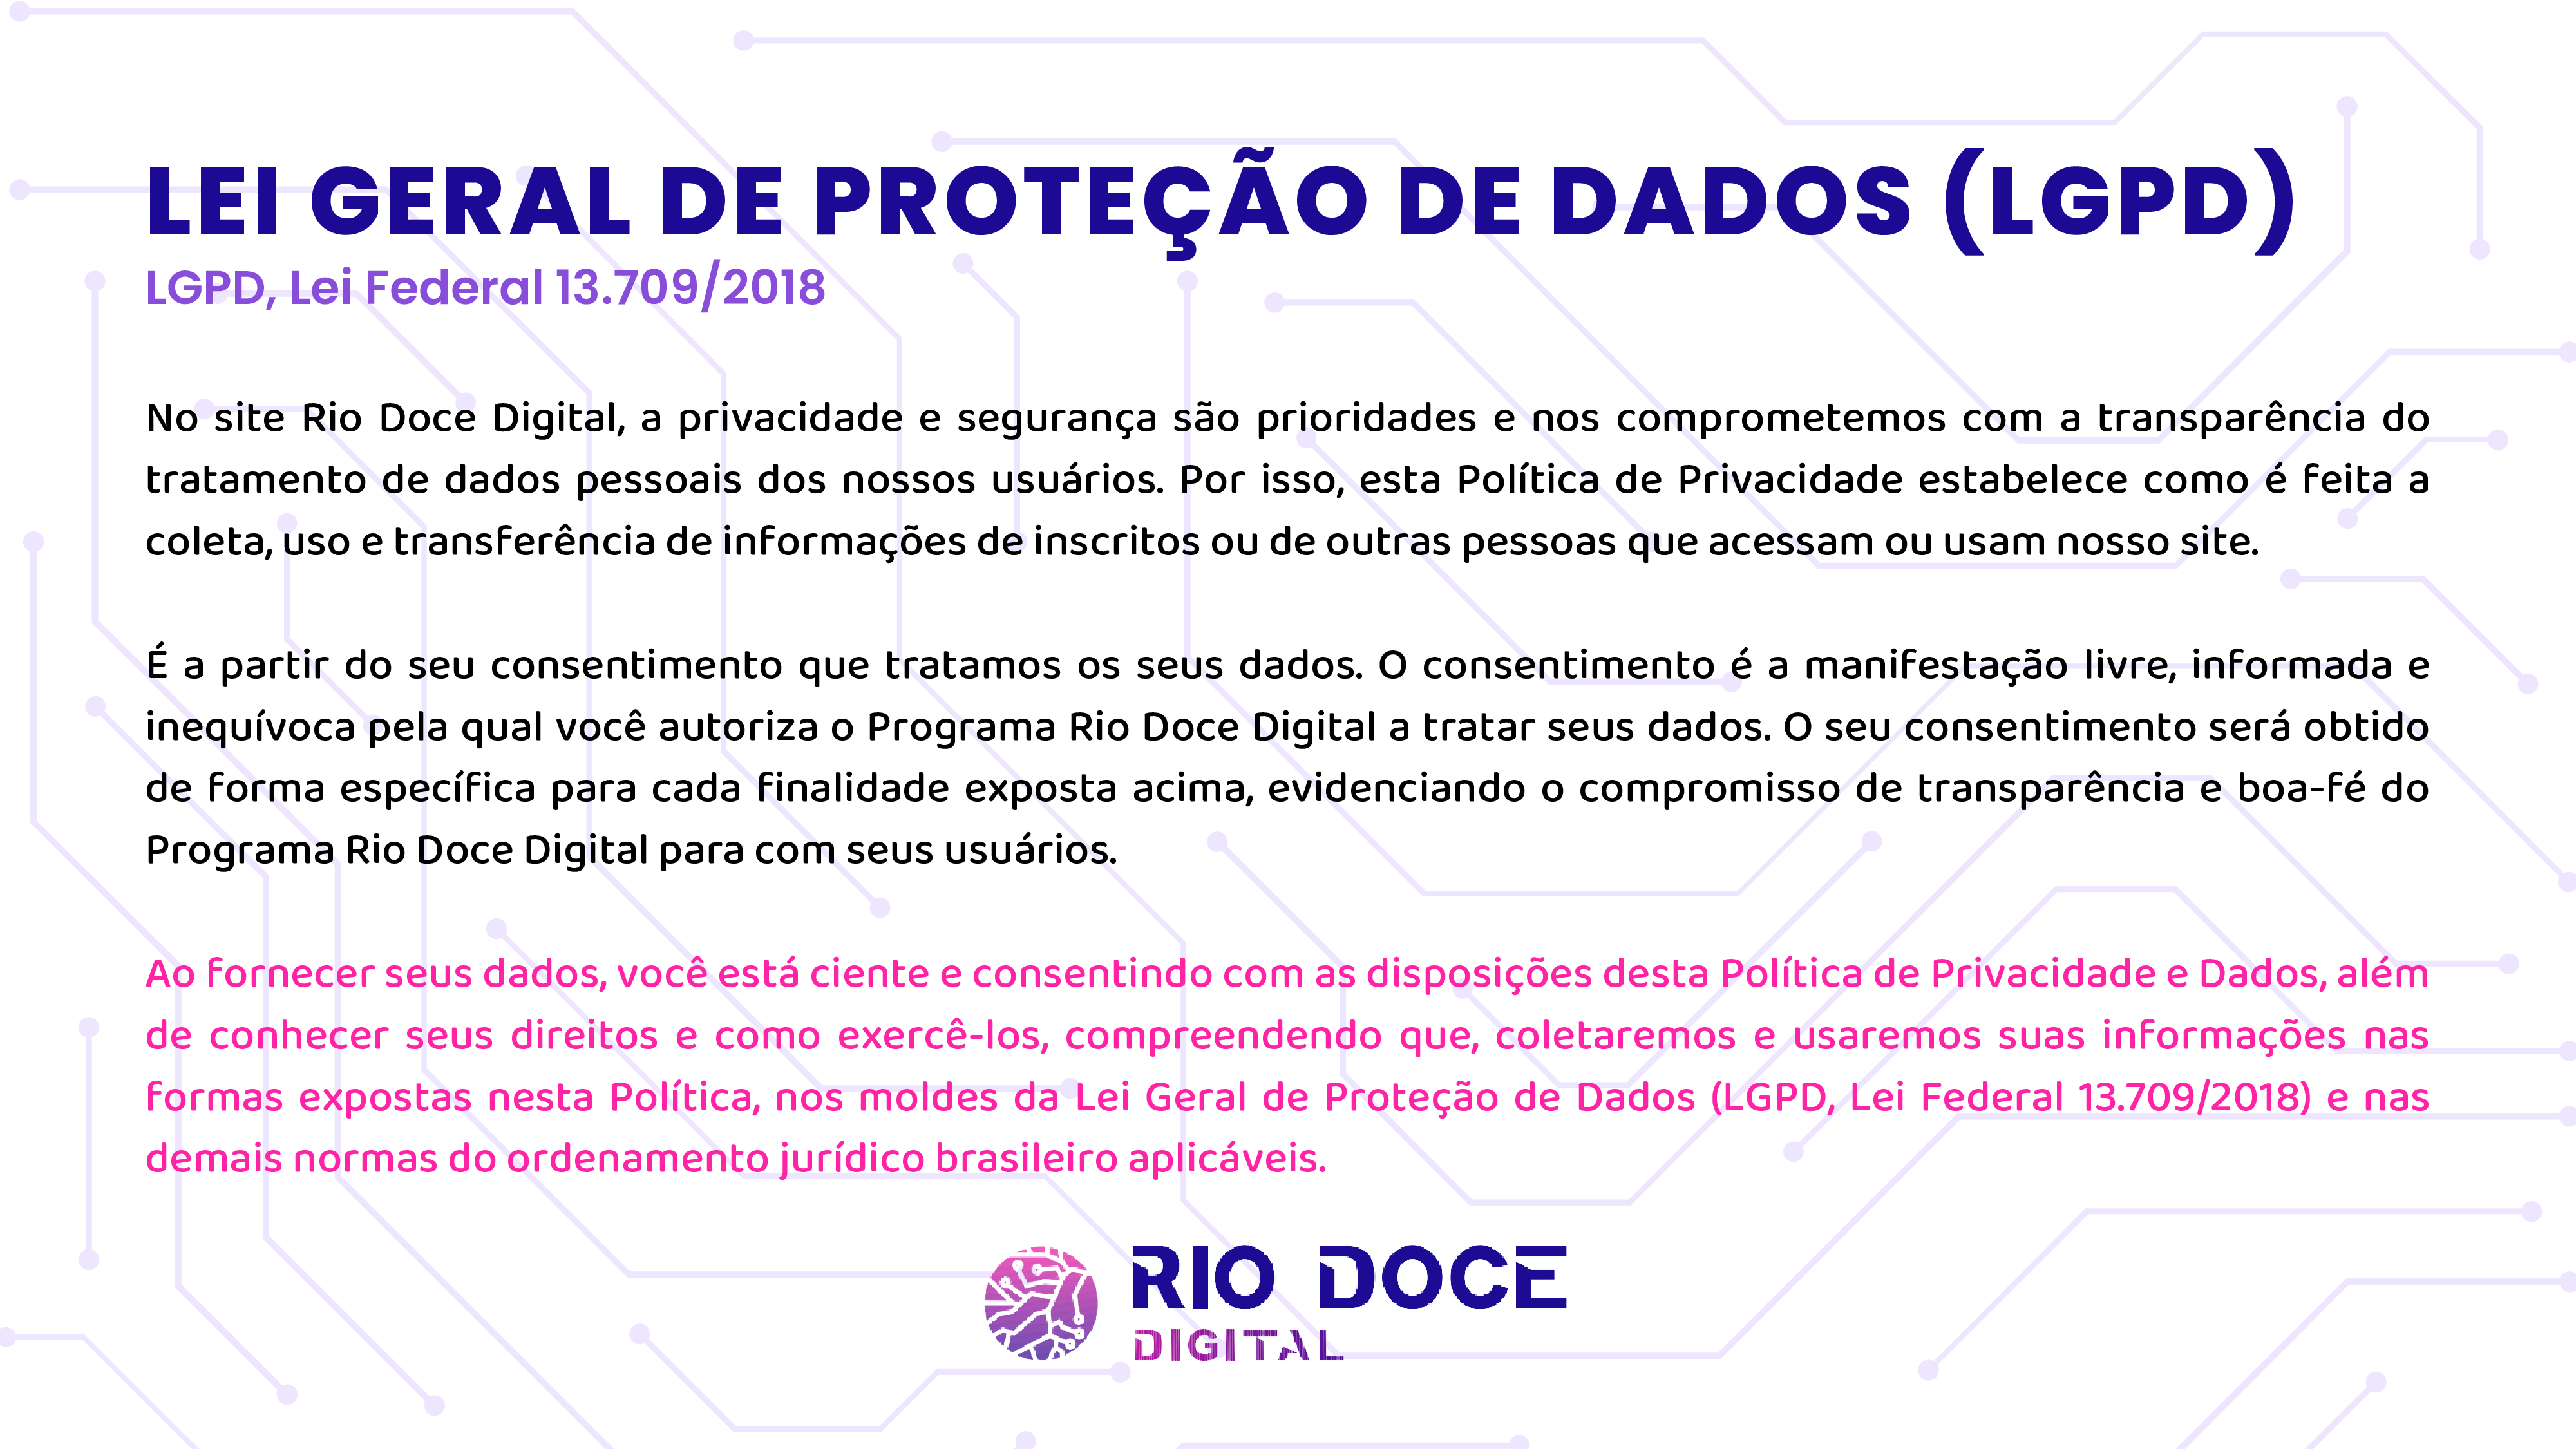 LEI GERAL DE PROTEÇÃO DE DADOS (LGPD)
LGPD, Lei Federal 13.709/2018
No site Rio Doce Digital, a privacidade e segurança são prioridades e nos comprometemos com a transparência do
tratamento de dados pessoais dos nossos usuários. Por isso, esta Política de Privacidade estabelece como é feita a
coleta, uso e transferência de informações de inscritos ou de outras pessoas que acessam ou usam nosso site.
É a partir do seu consentimento que tratamos os seus dados. O consentimento é a manifestação livre, informada e
inequívoca pela qual você autoriza o Programa Rio Doce Digital a tratar seus dados. O seu consentimento será obtido
de forma específica para cada finalidade exposta acima, evidenciando o compromisso de transparência e boa-fé do
Programa Rio Doce Digital para com seus usuários.
Ao fornecer seus dados, você está ciente e consentindo com as disposições desta Política de Privacidade e Dados, além
de conhecer seus direitos e como exercê-los, compreendendo que, coletaremos e usaremos suas informações nas
formas expostas nesta Política, nos moldes da Lei Geral de Proteção de Dados (LGPD, Lei Federal 13.709/2018) e nas
demais normas do ordenamento jurídico brasileiro aplicáveis.
RIO DOCE
DIGITAL